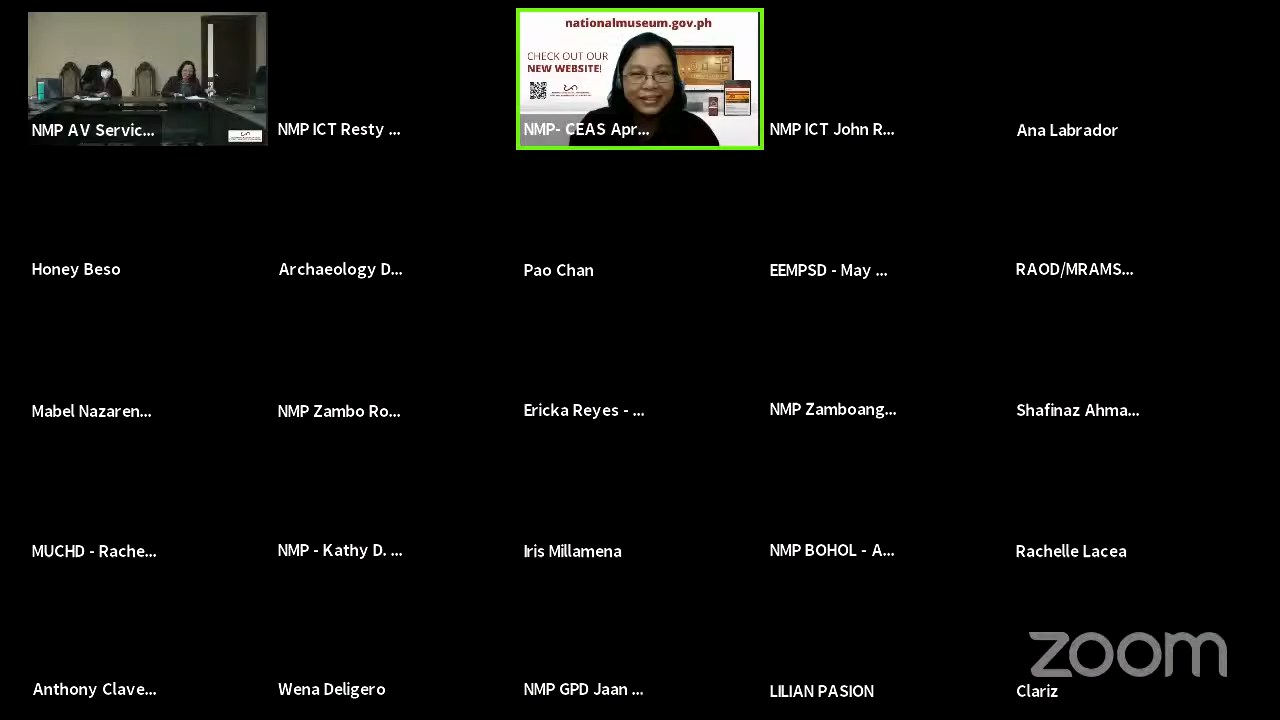 nationalmuseum.gov.ph
CHECK OUT OUR
NEW WEBSITE!
NMP AV Servic...
NMP ICT Resty ...
NMP- CEAS Apr...
NMP ICT John R...
Ana Labrador
Honey Beso
Archaeology D...
Pao Chan
EEMPSD - May ...
RAOD/MRAMS...
Mabel Nazaren...
NMP Zambo Ro...
Ericka Reyes - ...
NMP Zamboang...
Shafinaz Ahma...
MUCHD - Rache...
NMP - Kathy D. ...
Iris Millamena
NMP BOHOL - A...
Rachelle Lacea
zoom
Anthony Clave...
Wena Deligero
NMP GPD Jaan ...
LILIAN PASION
Clariz